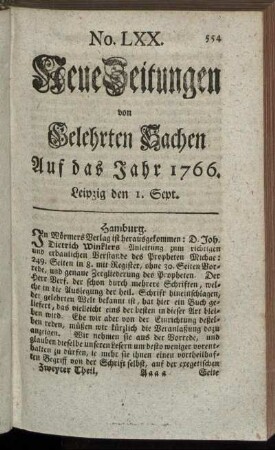 No. LXX.
554
Neue Zeitungen
von
Gelehrten Sachen
Auf das Jahr 1766.
Leipzig den 1. Sept.
Hamburg.
In Wörmers Verlag ist herausgekommen: D. Joh.
Dietrich Winklers Anleitung zum richtigen
und erbaulichen Verstande des Propheten Michae:
249. Seiten in 8. mit Register, ohne 30. Seiten Vor-
rede, und genaue Zergliederung des Propheten. Der
Herr Verf. der schon durch mehrere Schriften, wel-
che in die Auslegung der heil. Schrift hineinschlagen,
der gelehrten Welt bekannt ist, hat hier ein Buch ge-
liefert, das vielleicht eins der besten in dieser Art blei-
ben wird. Ehe wir aber von der Einrichtung dessel-
ben reden, müssen wir kürzlich die Veranlassung dazu
anzeigen. Wir nehmen sie aus der Vorrede, und
glauben dieselbe unseren Lesern um desto weniger vorent-
halten zu dürfen, je mehr sie ihnen einen vortheilhaf-
ten Begriff von der Schrift selbst, auf der exegetischen
Zweyter Theil,
Aaaa
Seite